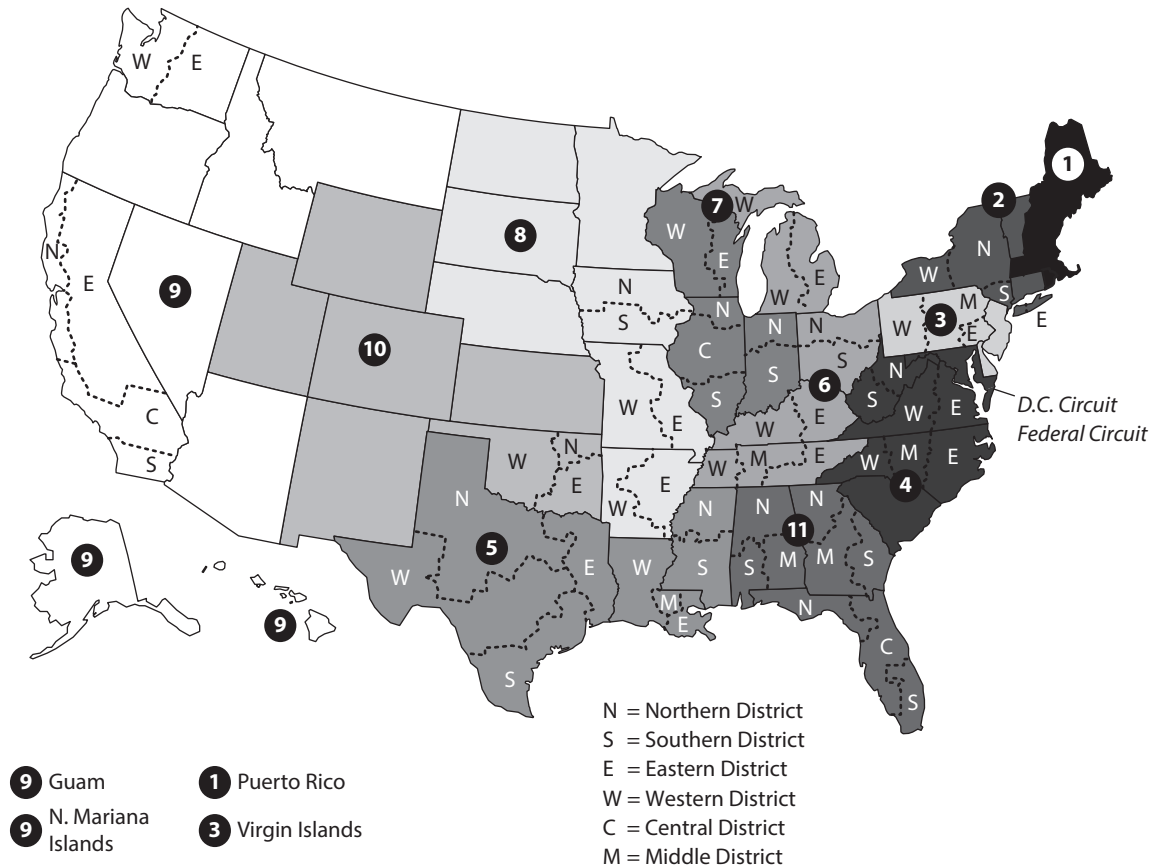 W E
1
7 W
2
8
W
N
N
E
W
E
N
E
9
N
W
S
M
E
S
N
N
N
W
3
E
10
C
S
S
N
6
S
C
W
S
E
W
E
D.C. Circuit
Federal Circuit
W
E
W
S
N
W
M
E
W
M
E
W
E
4
N
W
E
N
N
N
11
9
5
W
E
W
S
S
M
M
S
M
N
9
E
C
S
S
N = Northern District
S = Southern District
E = Eastern District
W = Western District
C = Central District
M = Middle District
9 Guam
9 N. Mariana
Islands
1 Puerto Rico
3 Virgin Islands